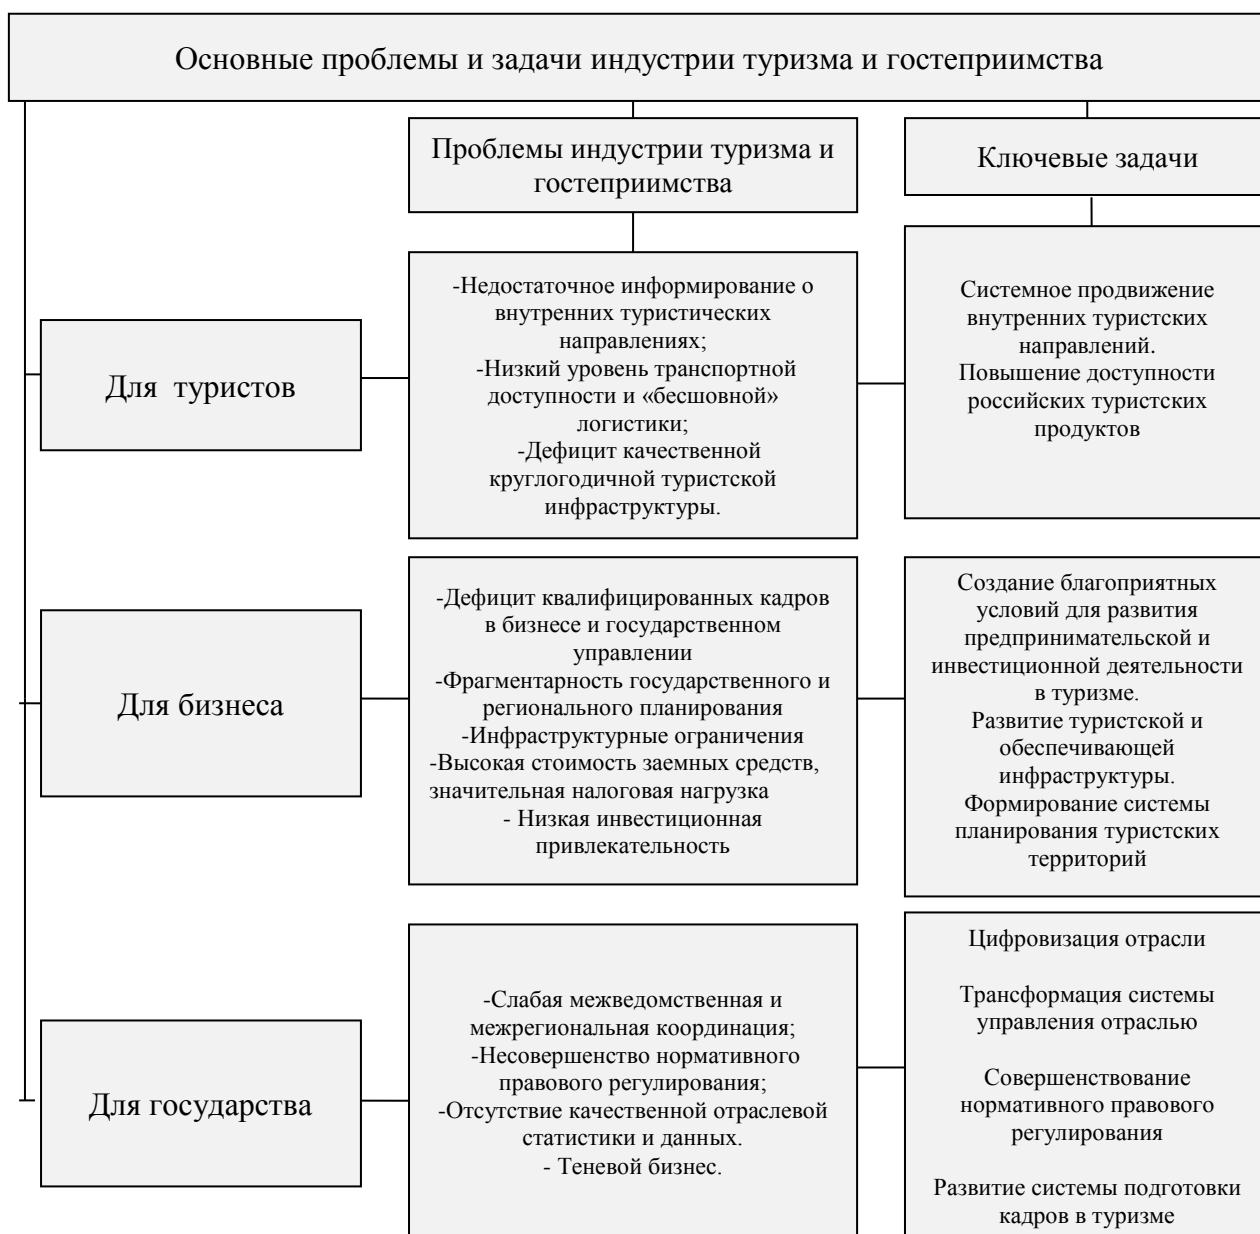 Основные проблемы и задачи индустрии туризма и гостеприимства
Проблемы индустрии туризма и
гостеприимства
Ключевые задачи
Для туристов
-Недостаточное информирование о
внутренних туристических
направлениях;
-Низкий уровень транспортной
доступности и «бесшовной»
логистики;
-Дефицит качественной
круглогодичной туристской
инфраструктуры.
Системное продвижение
внутренних туристских
направлений.
Повышение доступности
российских туристских
продуктов
Для бизнеса
-Дефицит квалифицированных кадров
в бизнесе и государственном
управлении
-Фрагментарность государственного и
регионального планирования
-Инфраструктурные ограничения
-Высокая стоимость заемных средств,
значительная налоговая нагрузка
- Низкая инвестиционная
привлекательность
Создание благоприятных
условий для развития
предпринимательской и
инвестиционной деятельности
в туризме.
Развитие туристской и
обеспечивающей
инфраструктуры.
Формирование системы
планирования туристских
территорий
Для государства
-Слабая межведомственная и
межрегиональная координация;
-Несовершенство нормативного
правового регулирования;
-Отсутствие качественной отраслевой
статистики и данных.
- Теневой бизнес.
Цифровизация отрасли
Трансформация системы
управления отраслью
Совершенствование
нормативного правового
регулирования
Развитие системы подготовки
кадров в туризме